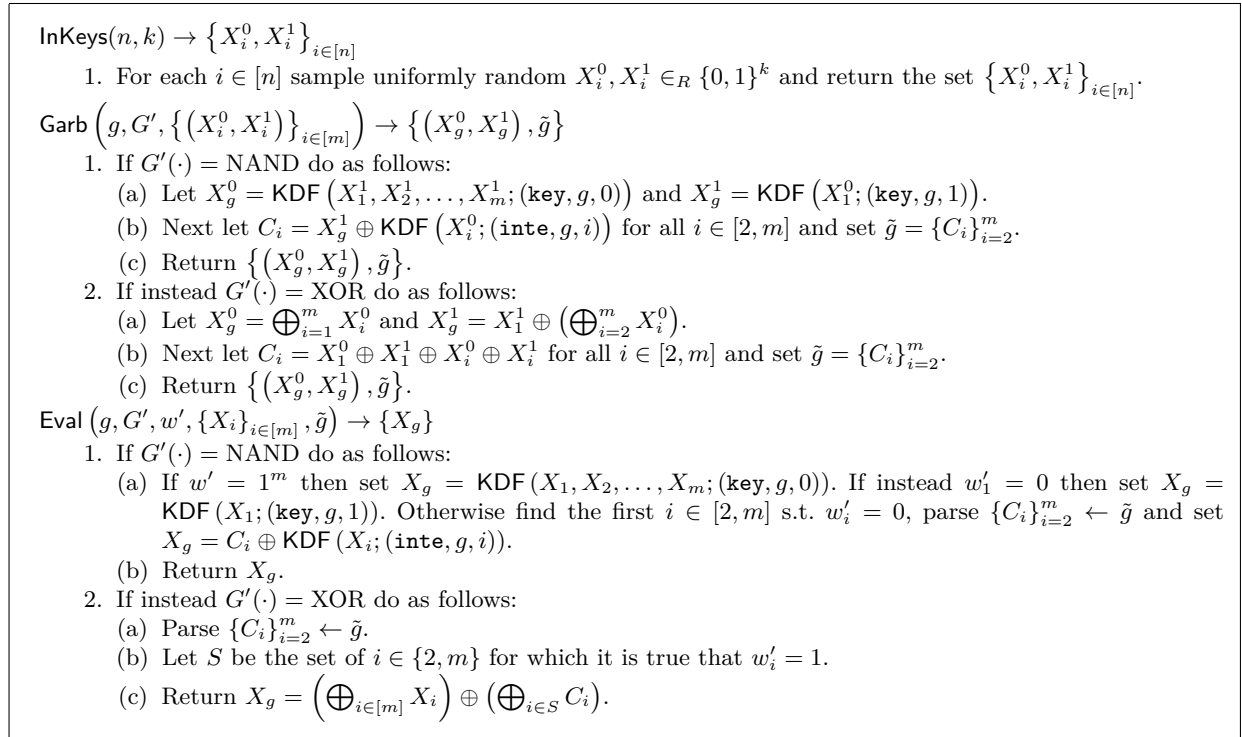 InKeys(n, k) → {X_i^0, X_i^1}_{i∈[n]}
1. For each i ∈ [n] sample uniformly random X_i^0, X_i^1 ∈_R {0, 1}^k and return the set {X_i^0, X_i^1}_{i∈[n]}.
Garb (g, G′, {(X_i^0, X_i^1)}_{i∈[m]}) → {(X_g^0, X_g^1), g̃}
1. If G′(·) = NAND do as follows:
(a) Let X_g^0 = KDF (X_1^1, X_2^1, . . . , X_m^1; (key, g, 0)) and X_g^1 = KDF (X_1^0; (key, g, 1)).
(b) Next let C_i = X_g^1 ⊕ KDF (X_i^0; (inte, g, i)) for all i ∈ [2, m] and set g̃ = {C_i}_{i=2}^m.
(c) Return {(X_g^0, X_g^1), g̃}.
2. If instead G′(·) = XOR do as follows:
(a) Let X_g^0 = ⊕_{i=1}^m X_i^0 and X_g^1 = X_1^1 ⊕ (⊕_{i=2}^m X_i^0).
(b) Next let C_i = X_1^0 ⊕ X_1^1 ⊕ X_i^0 ⊕ X_i^1 for all i ∈ [2, m] and set g̃ = {C_i}_{i=2}^m.
(c) Return {(X_g^0, X_g^1), g̃}.
Eval (g, G′, w′, {X_i}_{i∈[m]}, g̃) → {X_g}
1. If G′(·) = NAND do as follows:
(a) If w′ = 1^m then set X_g = KDF (X_1, X_2, . . . , X_m; (key, g, 0)). If instead w′_1 = 0 then set X_g =
KDF (X_1; (key, g, 1)). Otherwise find the first i ∈ [2, m] s.t. w′_i = 0, parse {C_i}_{i=2}^m ← g̃ and set
X_g = C_i ⊕ KDF (X_i; (inte, g, i)).
(b) Return X_g.
2. If instead G′(·) = XOR do as follows:
(a) Parse {C_i}_{i=2}^m ← g̃.
(b) Let S be the set of i ∈ {2, m} for which it is true that w′_i = 1.
(c) Return X_g = (⊕_{i∈[m]} X_i) ⊕ (⊕_{i∈S} C_i).